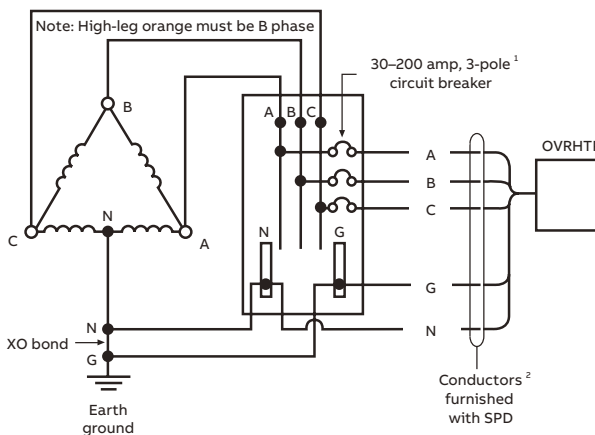 Note: High-leg orange must be B phase
30–200 amp, 3-pole 1
circuit breaker
A B C
B
OVRHTE
A
B
C
N
C
A
N G
G
N
N
XO bond
G
Conductors 2
furnished
with SPD
Earth
ground